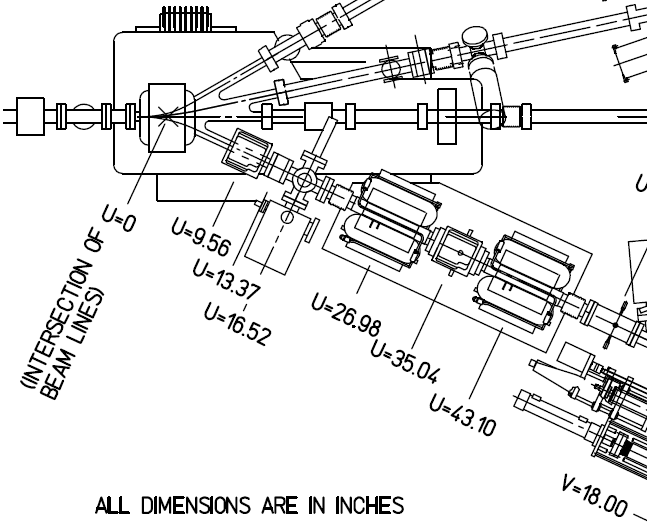 U=0
(INTERSECTION OF
BEAM LINES)
U=9.56
U=13.37
U=16.52
U=26.98
U=35.04
U=43.10
V=18.00
ALL DIMENSIONS ARE IN INCHES